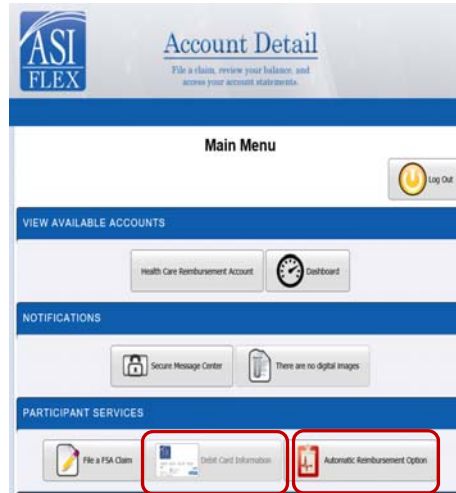 ASI
FLEX
Account Detail
File a claim, review your balance, and
access your account statements.
Main Menu
Log Out
VIEW AVAILABLE ACCOUNTS
Health Care Reimbursement Account
Dashboard
NOTIFICATIONS
Secure Message Center
There are no digital images
PARTICIPANT SERVICES
File a FSA Claim
Debit Card Information
Automatic Reimbursement Option